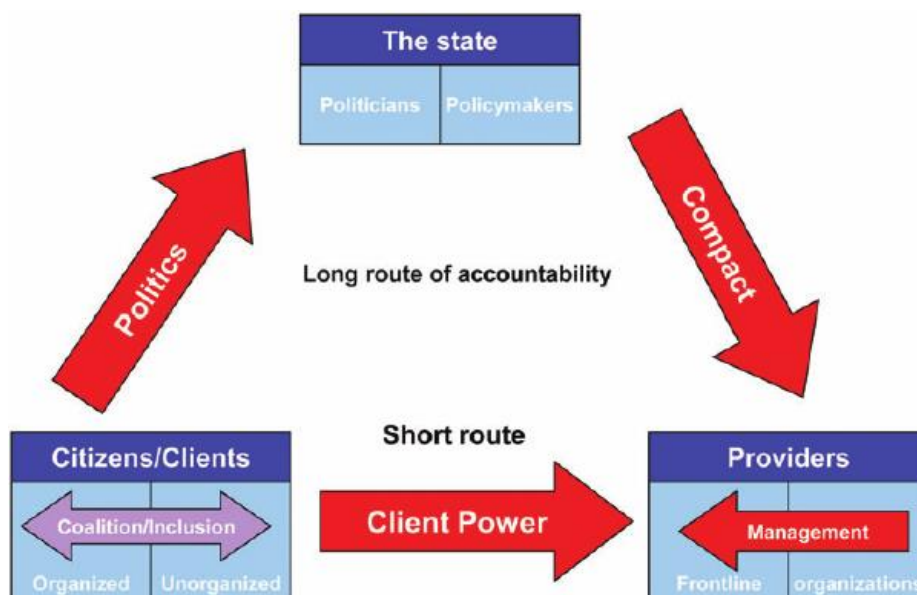 The state
Politicians Policymakers
Politics
Compact
Long route of accountability
Short route
Citizens/Clients
Coalition/Inclusion
Organized Unorganized
Client Power
Providers
Management
Frontline organizations